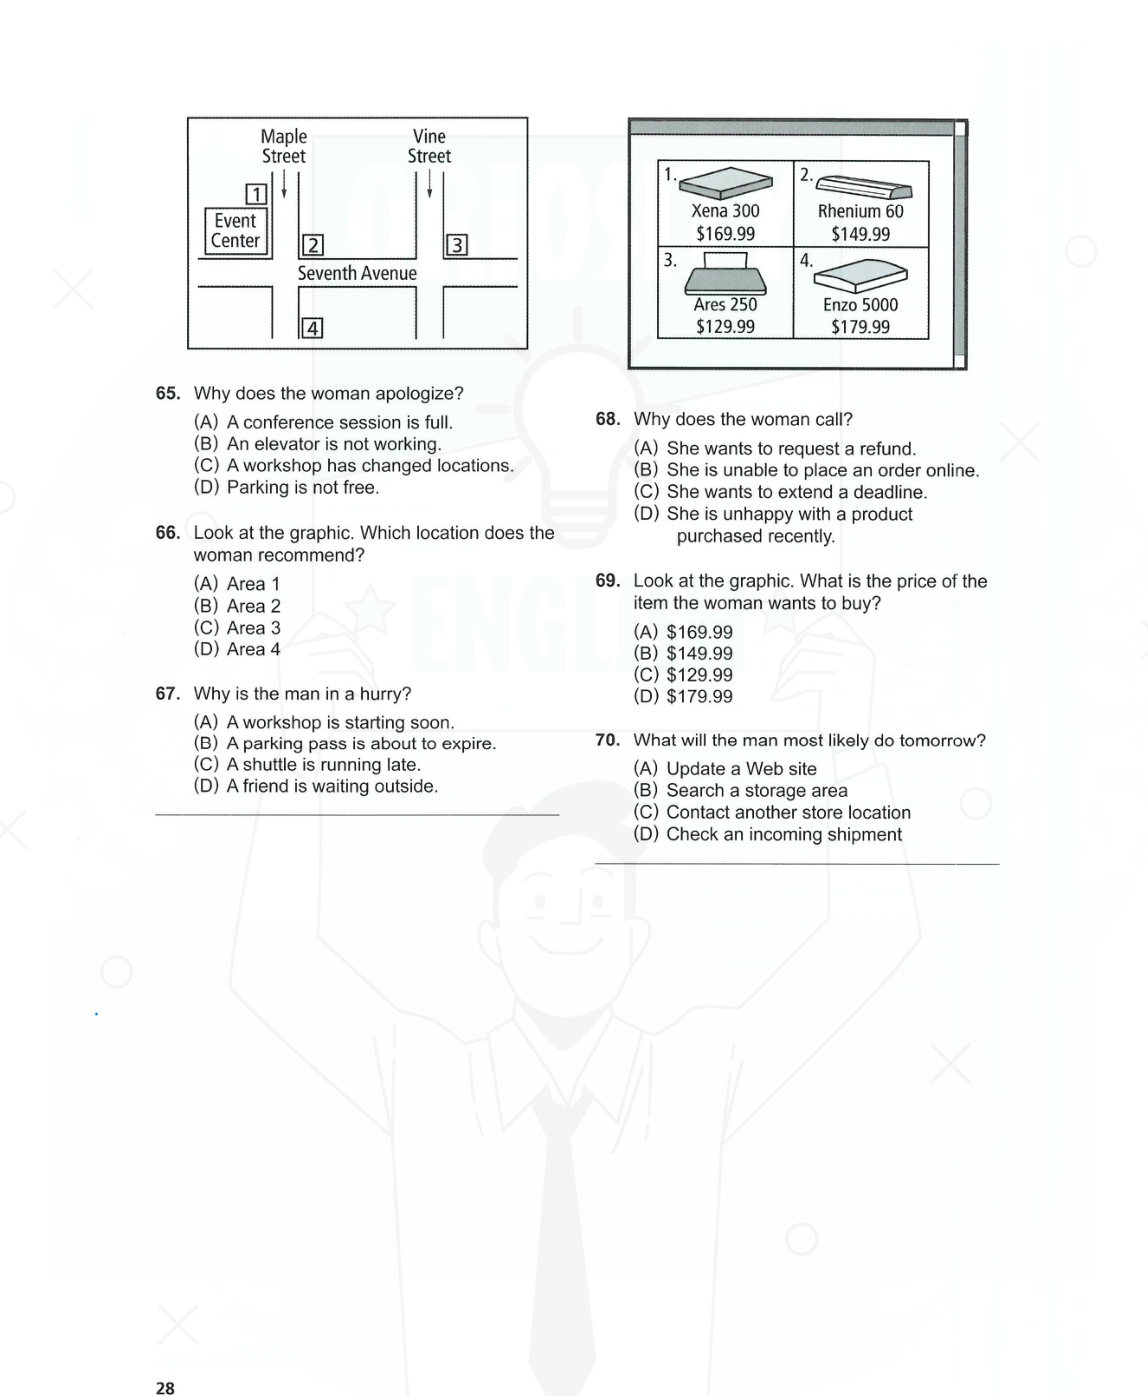 Maple
Street
Vine
Street
1
Event
Center
2
3
Seventh Avenue
4
65. Why does the woman apologize?
(A) A conference session is full.
(B) An elevator is not working.
(C) A workshop has changed locations.
(D) Parking is not free.
66. Look at the graphic. Which location does the
woman recommend?
(A) Area 1
(B) Area 2
(C) Area 3
(D) Area 4
67. Why is the man in a hurry?
(A) A workshop is starting soon.
(B) A parking pass is about to expire.
(C) A shuttle is running late.
(D) A friend is waiting outside.
1.
Xena 300
$169.99
2.
Rhenium 60
$149.99
3.
Ares 250
$129.99
4.
Enzo 5000
$179.99
68. Why does the woman call?
(A) She wants to request a refund.
(B) She is unable to place an order online.
(C) She wants to extend a deadline.
(D) She is unhappy with a product
purchased recently.
69. Look at the graphic. What is the price of the
item the woman wants to buy?
(A) $169.99
(B) $149.99
(C) $129.99
(D) $179.99
70. What will the man most likely do tomorrow?
(A) Update a Web site
(B) Search a storage area
(C) Contact another store location
(D) Check an incoming shipment
28